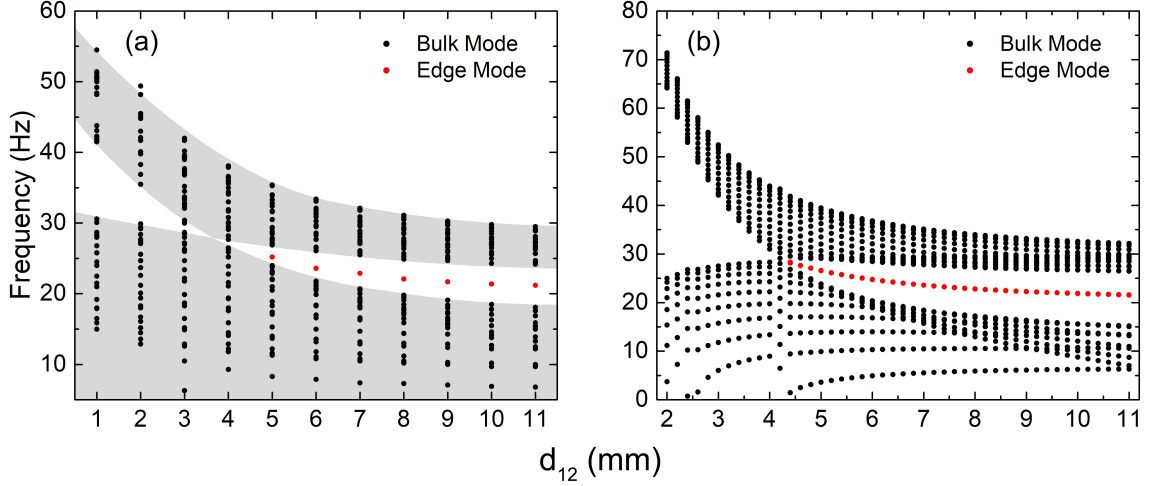 (a)
Bulk Mode
Edge Mode
60
50
40
30
20
10
1 2 3 4 5 6 7 8 9 10 11
Frequency (Hz)
(b)
Bulk Mode
Edge Mode
80
70
60
50
40
30
20
10
0
2 3 4 5 6 7 8 9 10 11
d12 (mm)